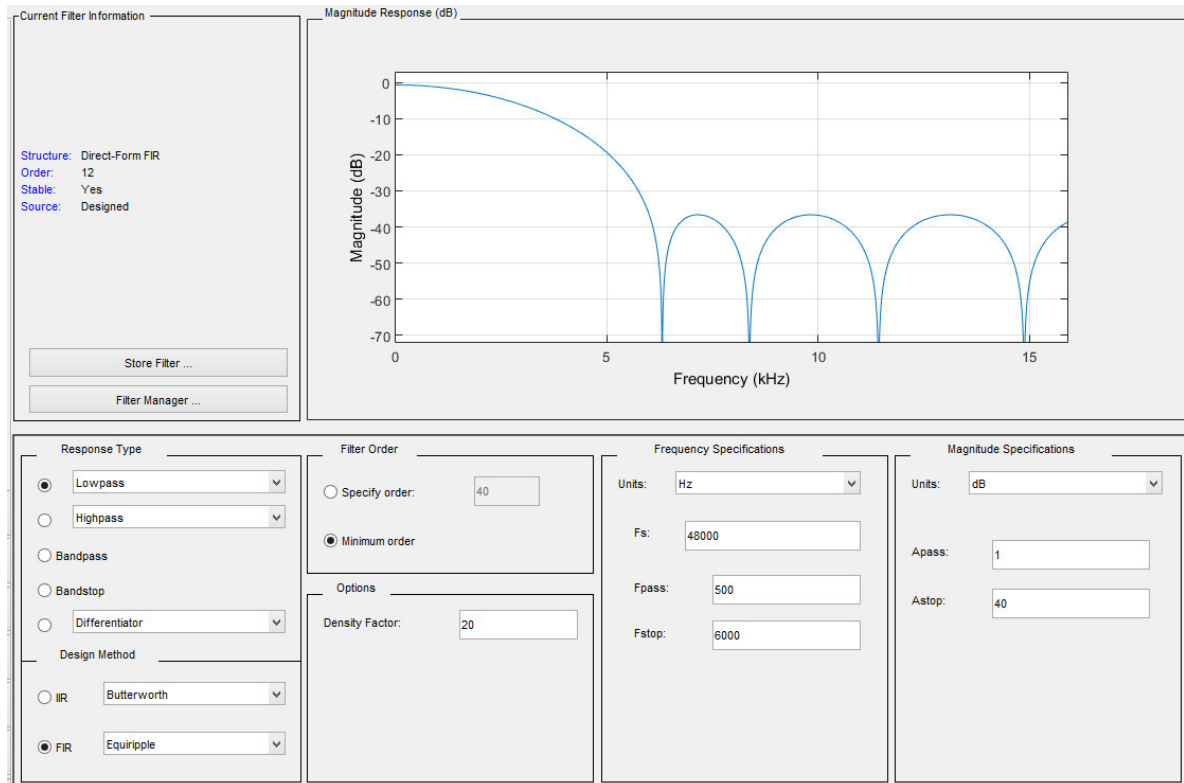 Current Filter Information
Structure: Direct-Form FIR
Order: 12
Stable: Yes
Source: Designed
Store Filter ...
Filter Manager ...
Magnitude Response (dB)
0
-10
-20
-30
-40
-50
-60
-70
Magnitude (dB)
0 5 10 15
Frequency (kHz)
Response Type
Lowpass
Highpass
Bandpass
Bandstop
Differentiator
Design Method
IIR Butterworth
FIR Equiripple
Filter Order
Specify order: 40
Minimum order
Options
Density Factor: 20
Frequency Specifications
Units: Hz
Fs: 48000
Fpass: 500
Fstop: 6000
Magnitude Specifications
Units: dB
Apass: 1
Astop: 40